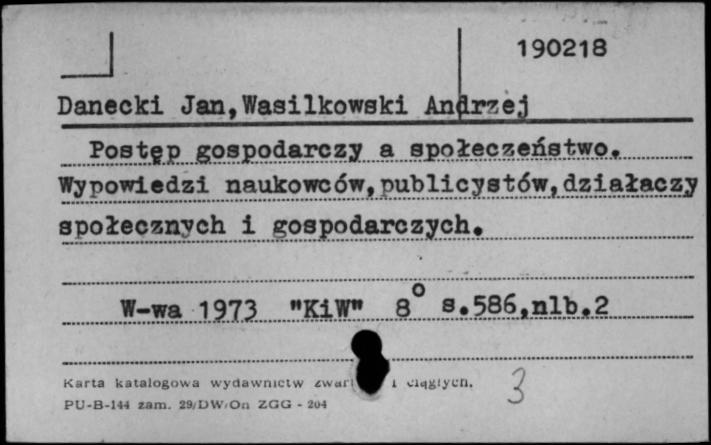 190218
Danecki Jan,Wasilkowski Andrzej
Postęp gospodarczy a społeczeństwo.
Wypowiedzi naukowców,publicystów,działaczy
społecznych i gospodarczych.
W-wa 1973 "KiW" 8° s.586,nlb.2
Karta katalogowa wydawnictw i ciągłych.
PU-B-144 zam. 29/DW/On ZGG - 204
3